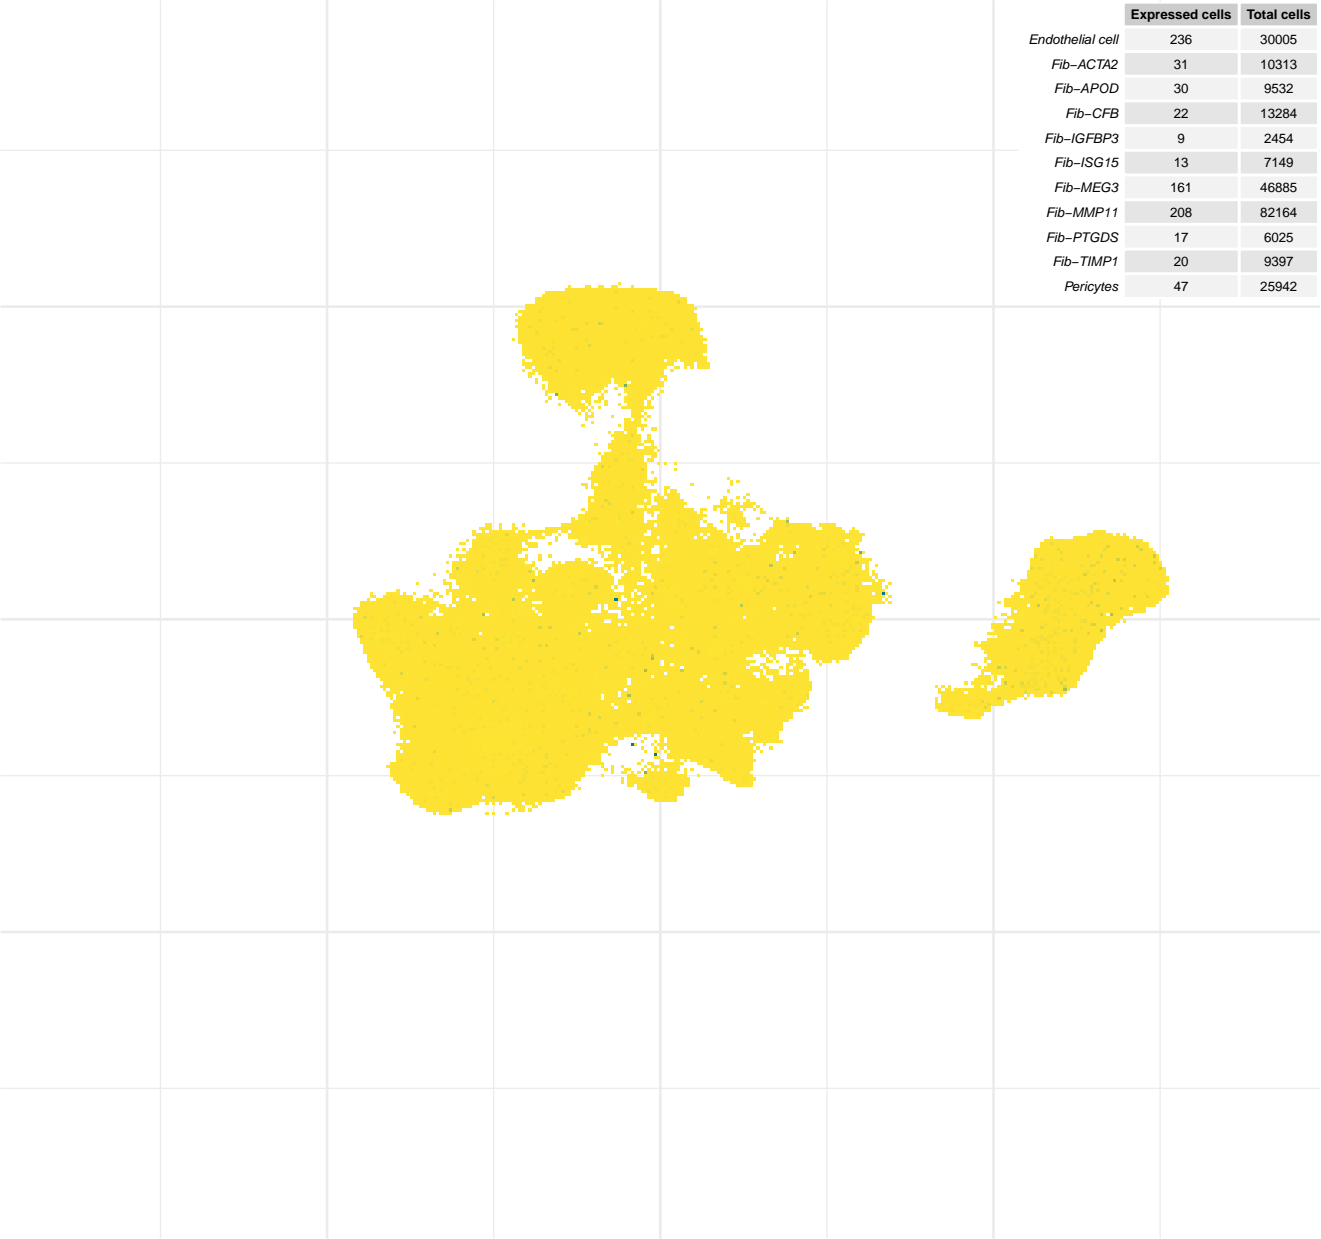 Expressed cells Total cells
Endothelial cell 236 30005
Fib−ACTA2 31 10313
Fib−APOD 30 9532
Fib−CFB 22 13284
Fib−IGFBP3 9 2454
Fib−ISG15 13 7149
Fib−MEG3 161 46885
Fib−MMP11 208 82164
Fib−PTGDS 17 6025
Fib−TIMP1 20 9397
Pericytes 47 25942